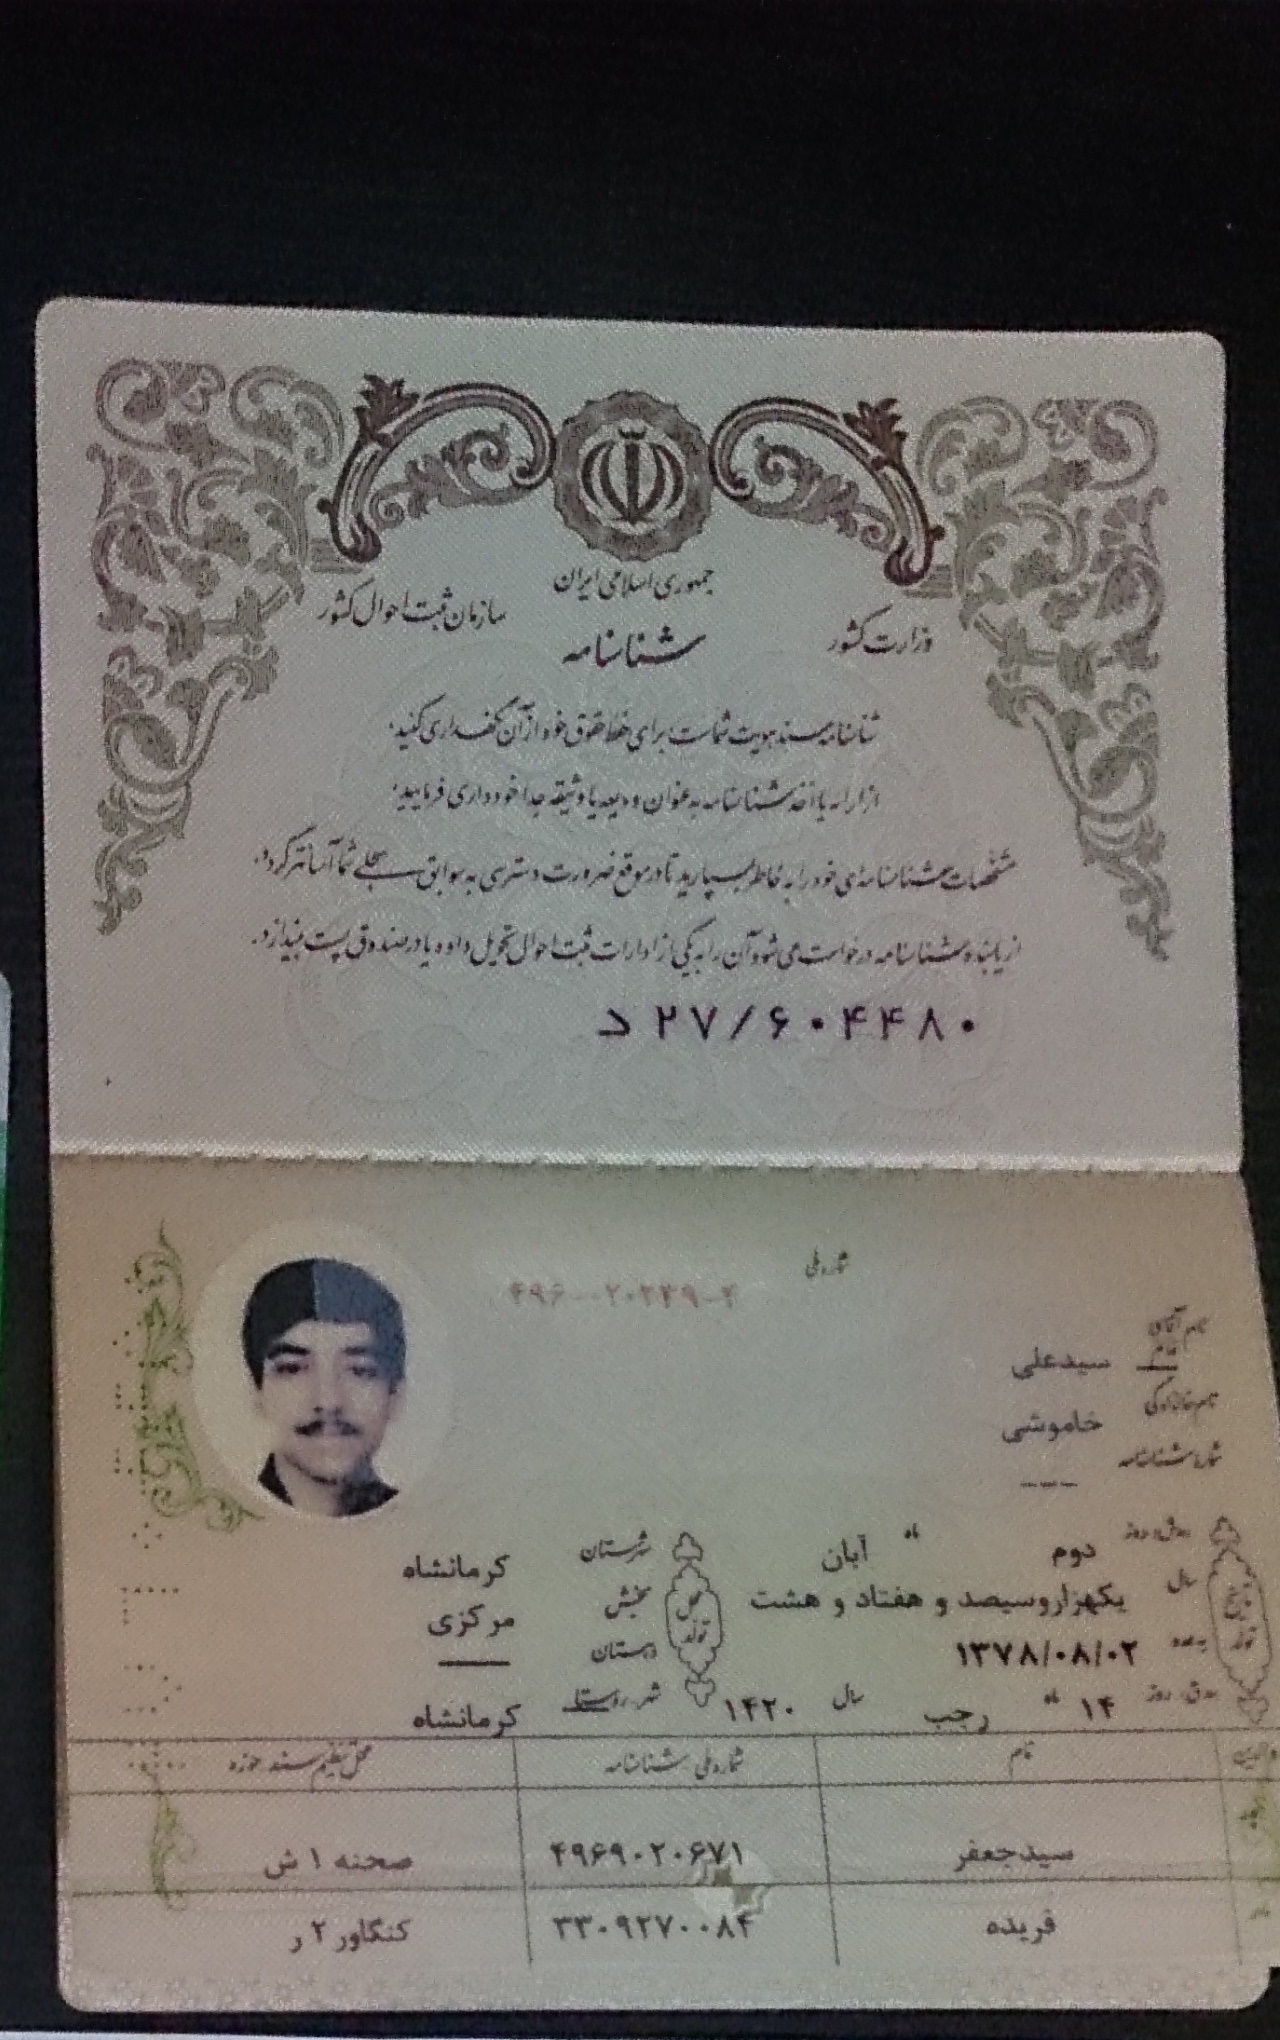 جمهوری اسلامی ایران
وزارت کشور
سازمان ثبت احوال کشور
شناسنامه
شناسنامه سند هویت شماست برای حفظ حقوق خود از آن نگهداری کنید.
از ارائه یا اخذ شناسنامه به عنوان ودیعه یا وثیقه جداً خودداری فرمایید.
مشخصات شناسنامه‌ای خود را به خاطر بسپارید تا در موقع ضرورت دسترسی به سوابق سجلی شما آسانتر گردد.
از یابنده شناسنامه درخواست می شود آن را به یکی از ادارات ثبت احوال تحویل داده یا در صندوق پست بیندازد.
د ۲۷/۶۰۴۴۸۰
شماره ملی
نام آقای سیدعلی
نام خانوادگی خاموشی
شماره شناسنامه ---
تاریخ تولد
روز دوم ماه آبان
سال یکهزاروسیصد و هفتاد و هشت
به عدد ۱۳۷۸/۰۸/۰۲
روز ۱۴ ماه رجب سال ۱۴۲۰
محل تولد
شهرستان کرمانشاه
بخش مرکزی
دهستان ——
شهر روستا کرمانشاه
والدین نام شماره ملی شناسنامه محل تنظیم سند حوزه
پدر سیدجعفر ۴۹۶۹۰۲۰۶۷۱ صحنه ۱ ش
مادر فریده ۳۳۰۹۲۷۰۰۸۴ کنگاور ۲ ر